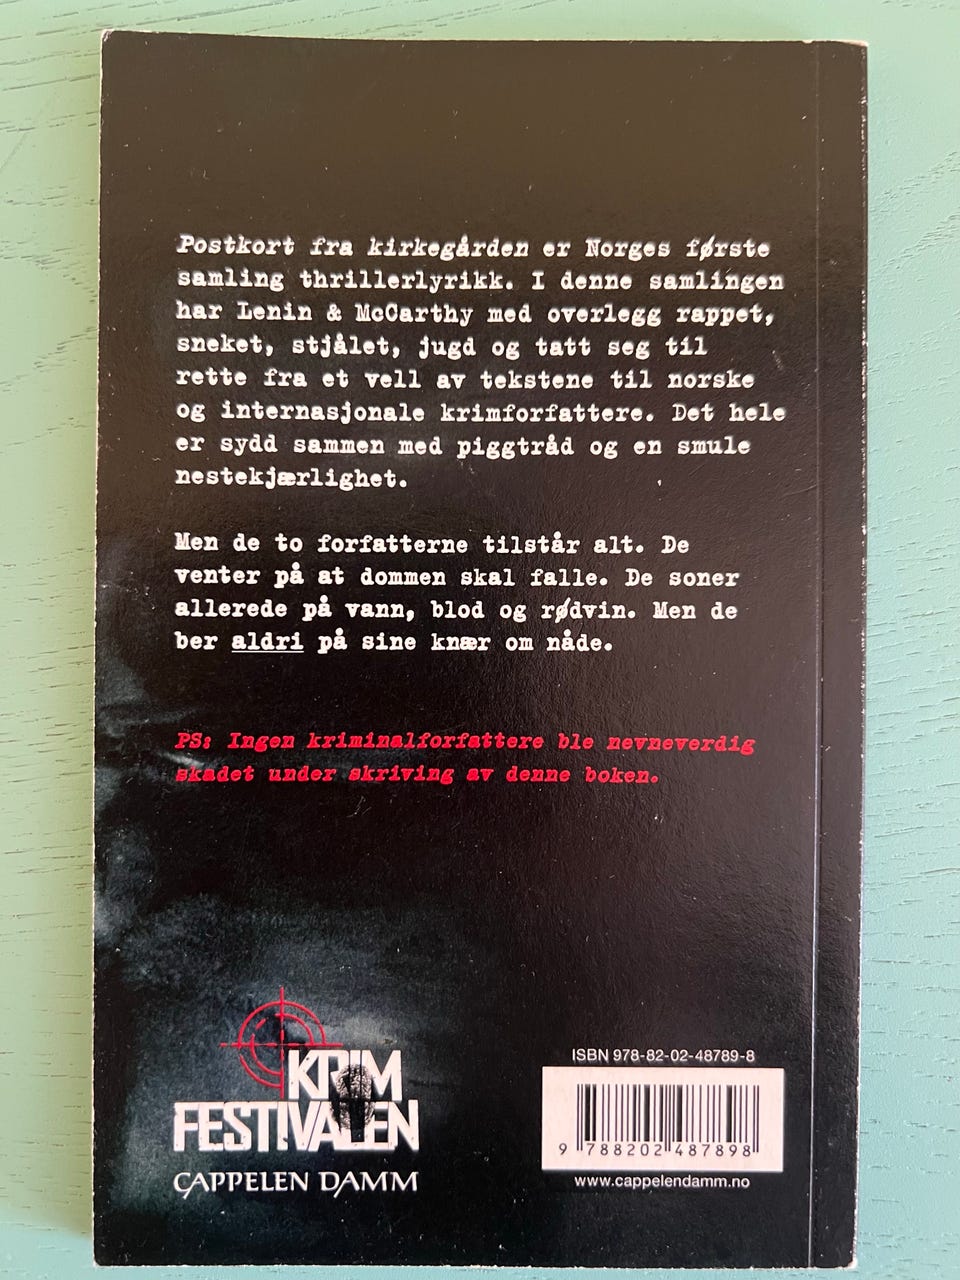 Postkort fra kirkegården er Norges første
samling thrillerlyrikk. I denne samlingen
har Lenin & McCarthy med overlegg rappet,
sneket, stjålet, jugd og tatt seg til
rette fra et vell av tekstene til norske
og internasjonale krimforfattere. Det hele
er sydd sammen med piggtråd og en smule
nestekjærlighet.
Men de to forfatterne tilstår alt. De
venter på at dommen skal falle. De soner
allerede på vann, blod og rødvin. Men de
ber aldri på sine knær om nåde.
PS: Ingen kriminalforfattere ble nevneverdig
skadet under skriving av denne boken.
KRIM
FESTIVALEN
CAPPELEN DAMM
ISBN 978-82-02-48789-8
9 788202 487898
www.cappelendamm.no